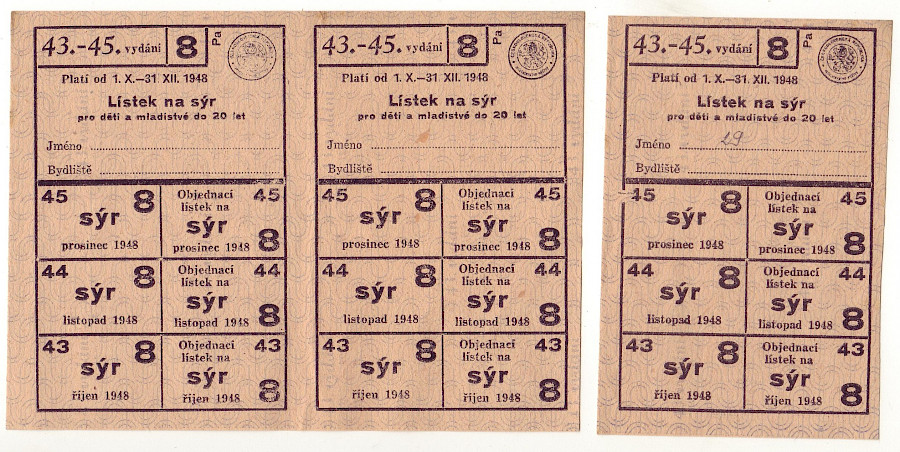 43.-45. vydání 8 Pa
Platí od 1. X.—31. XII. 1948
Lístek na sýr
pro děti a mladistvé do 20 let
Jméno
Bydliště
45 sýr 8
prosinec 1948
Objednací 45
lístek na
sýr
prosinec 1948 8
44 sýr 8
listopad 1948
Objednací 44
lístek na
sýr
listopad 1948 8
43 sýr 8
říjen 1948
Objednací 43
lístek na
sýr
říjen 1948 8
43.-45. vydání 8 Pa
Platí od 1. X.—31. XII. 1948
Lístek na sýr
pro děti a mladistvé do 20 let
Jméno
Bydliště
45 sýr 8
prosinec 1948
Objednací 45
lístek na
sýr
prosinec 1948 8
44 sýr 8
listopad 1948
Objednací 44
lístek na
sýr
listopad 1948 8
43 sýr 8
říjen 1948
Objednací 43
lístek na
sýr
říjen 1948 8
43.-45. vydání 8 Pa
Platí od 1. X.—31. XII. 1948
Lístek na sýr
pro děti a mladistvé do 20 let
Jméno 29
Bydliště
45 sýr 8
prosinec 1948
Objednací 45
lístek na
sýr
prosinec 1948 8
44 sýr 8
listopad 1948
Objednací 44
lístek na
sýr
listopad 1948 8
43 sýr 8
říjen 1948
Objednací 43
lístek na
sýr
říjen 1948 8